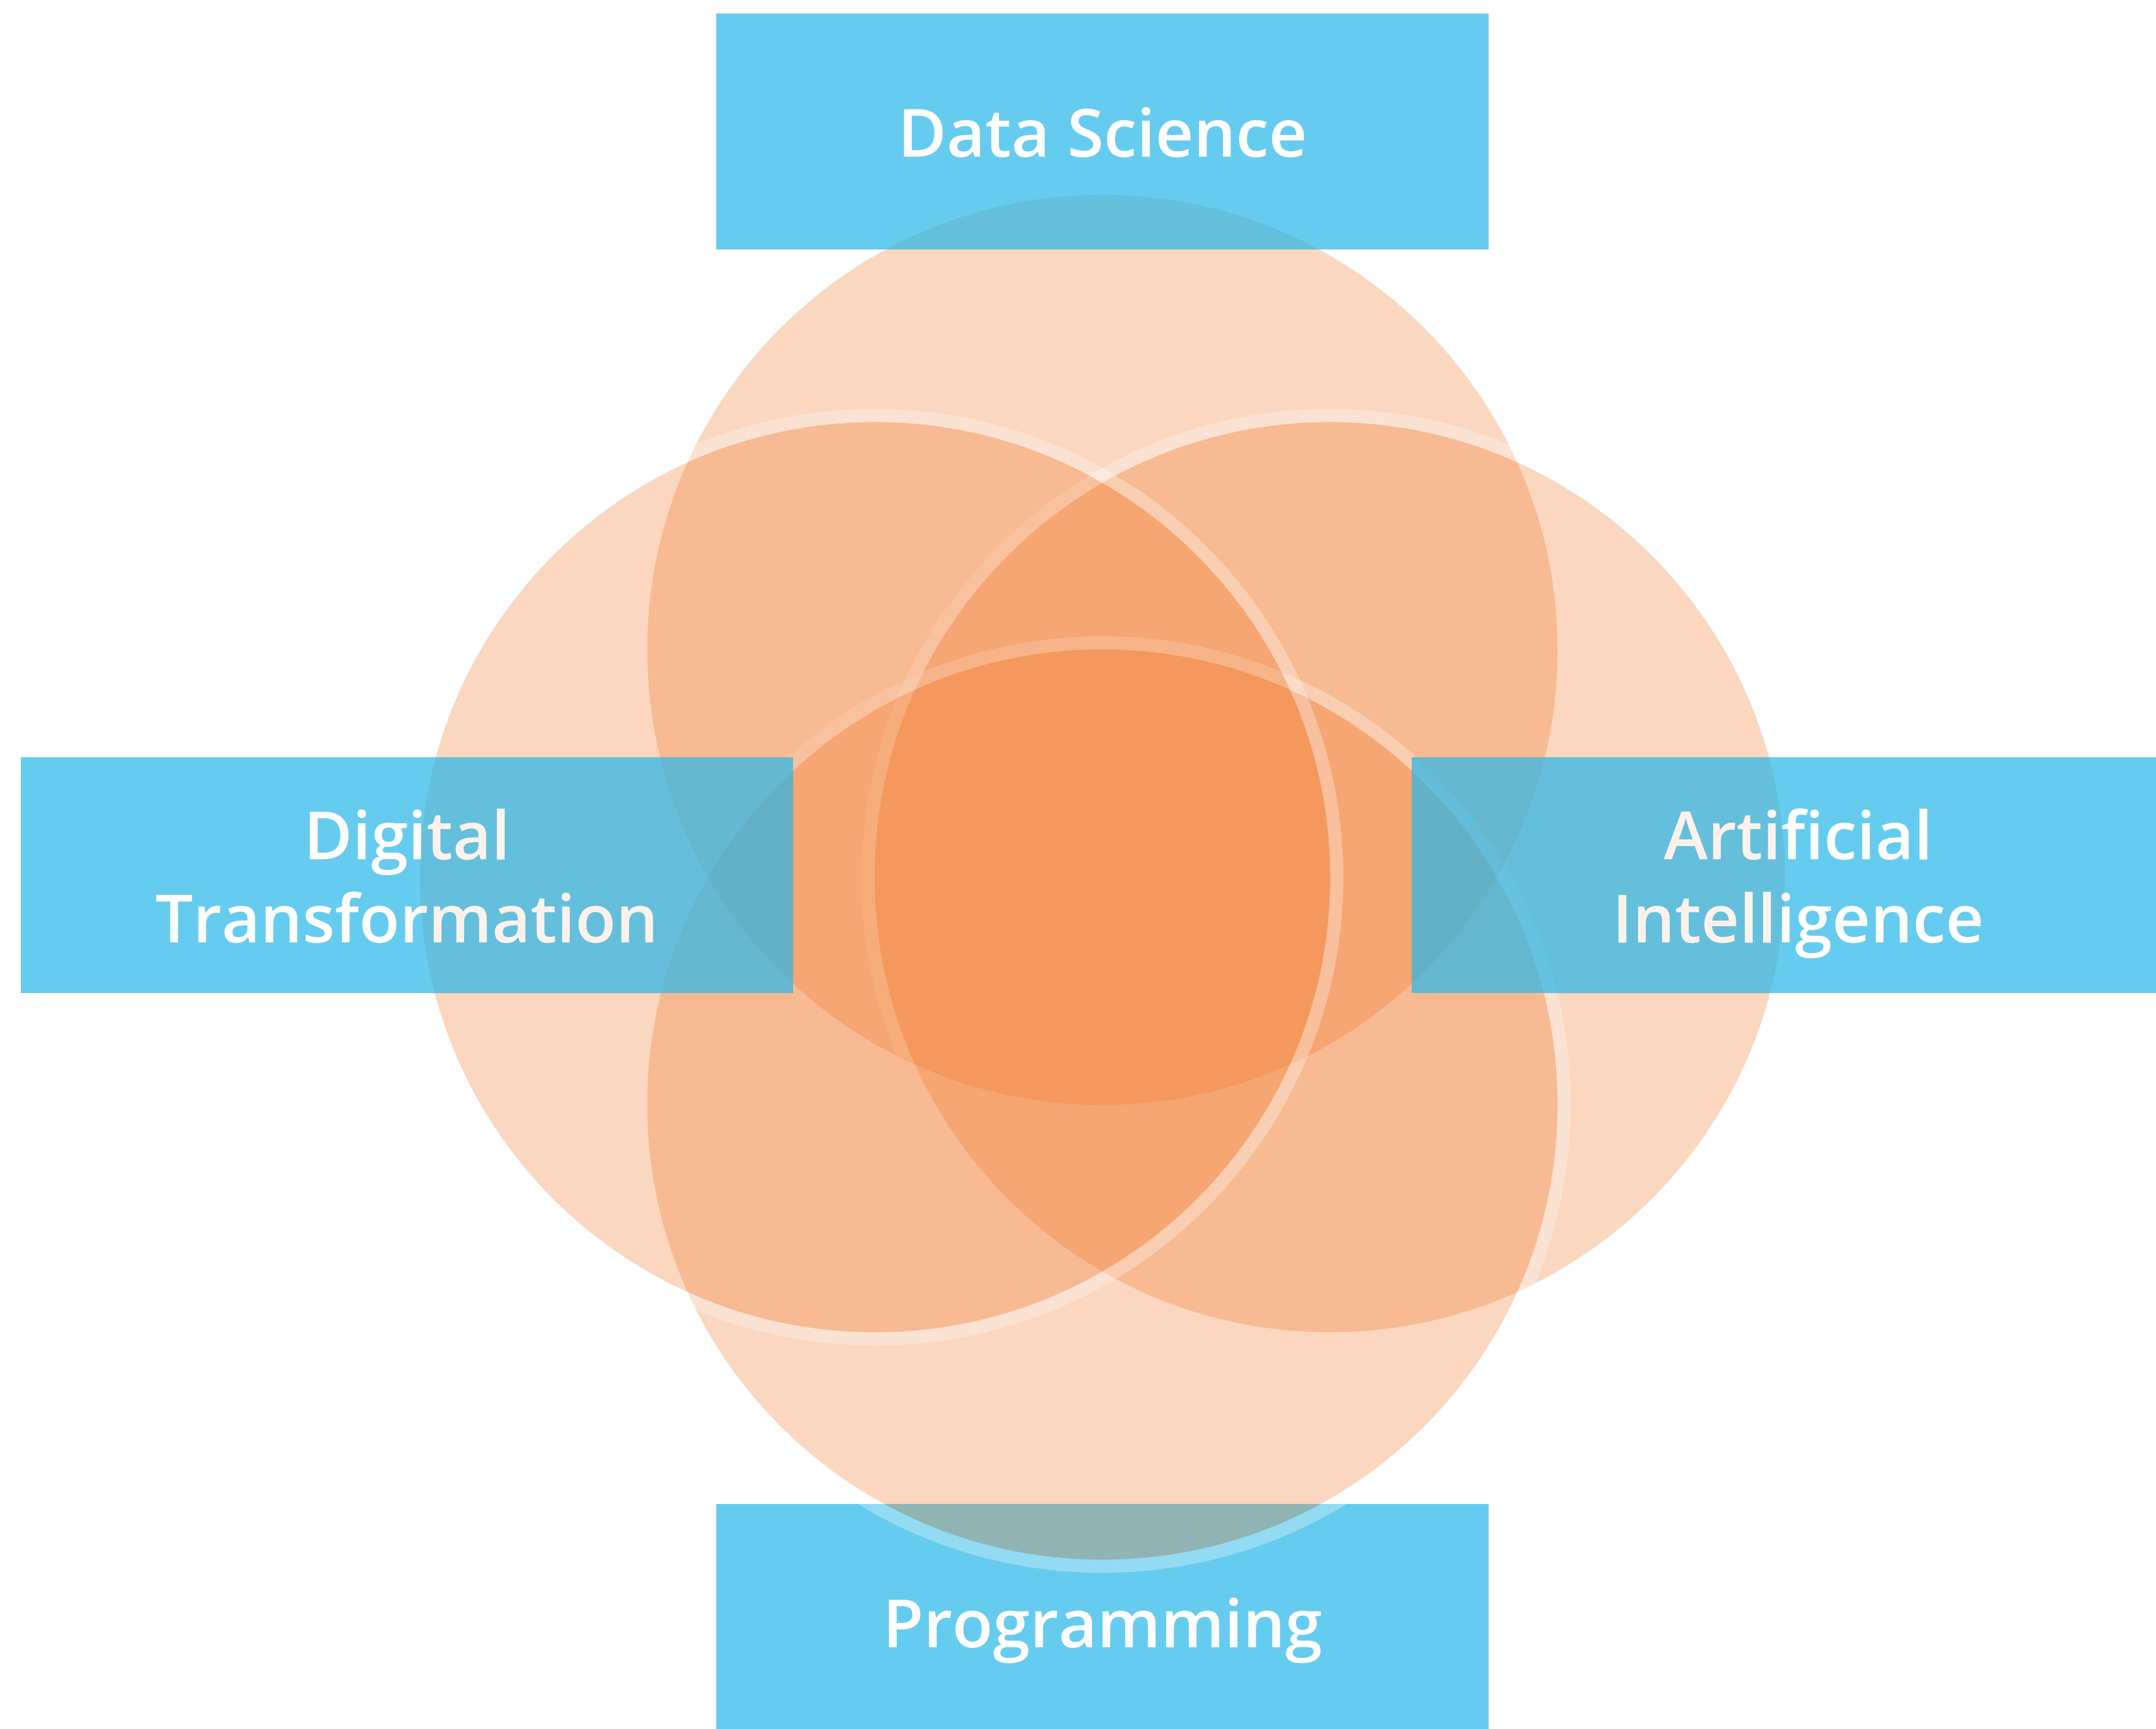 Data Science
Digital
Transformation
Artificial
Intelligence
Programming